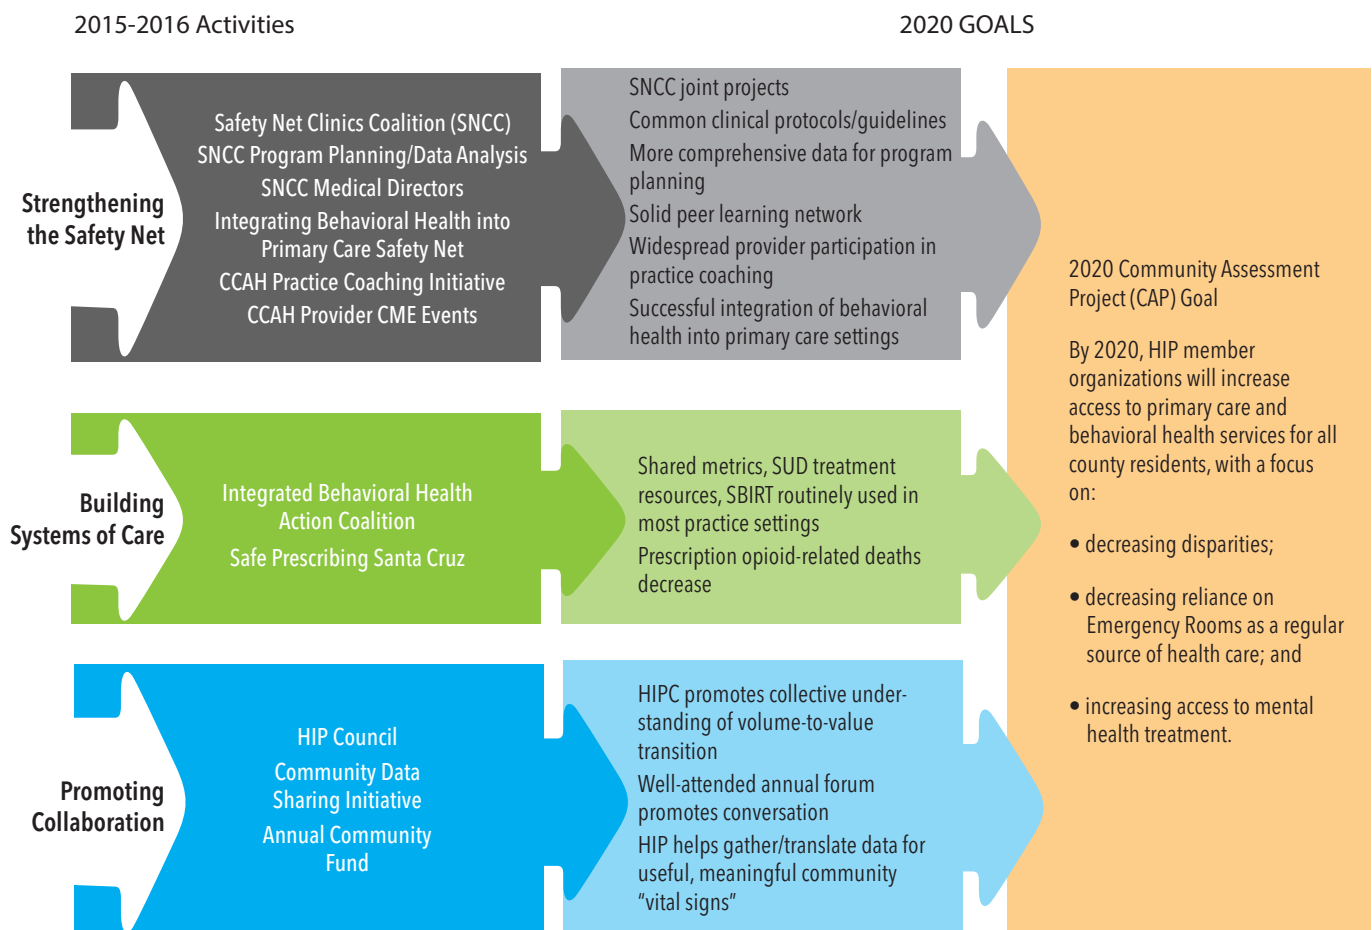 2015-2016 Activities
2020 GOALS
Strengthening
the Safety Net
Safety Net Clinics Coalition (SNCC)
SNCC Program Planning/Data Analysis
SNCC Medical Directors
Integrating Behavioral Health into
Primary Care Safety Net
CCAH Practice Coaching Initiative
CCAH Provider CME Events
SNCC joint projects
Common clinical protocols/guidelines
More comprehensive data for program
planning
Solid peer learning network
Widespread provider participation in
practice coaching
Successful integration of behavioral
health into primary care settings
Building
Systems of Care
Integrated Behavioral Health
Action Coalition
Safe Prescribing Santa Cruz
Shared metrics, SUD treatment
resources, SBIRT routinely used in
most practice settings
Prescription opioid-related deaths
decrease
Promoting
Collaboration
HIP Council
Community Data
Sharing Initiative
Annual Community
Fund
HIPC promotes collective under-
standing of volume-to-value
transition
Well-attended annual forum
promotes conversation
HIP helps gather/translate data for
useful, meaningful community
"vital signs"
2020 Community Assessment
Project (CAP) Goal
By 2020, HIP member
organizations will increase
access to primary care and
behavioral health services for all
county residents, with a focus
on:
• decreasing disparities;
• decreasing reliance on
Emergency Rooms as a regular
source of health care; and
• increasing access to mental
health treatment.